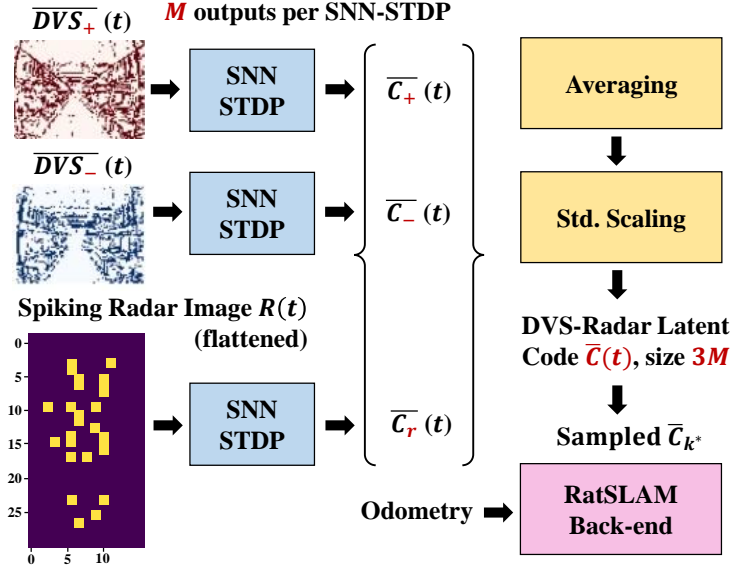 DVS₊ (t)
M outputs per SNN-STDP
SNN
STDP
C₊ (t)
Averaging
DVS₋ (t)
SNN
STDP
C₋ (t)
Std. Scaling
Spiking Radar Image R(t)
(flattened)
DVS-Radar Latent
Code C̅(t), size 3M
0
5
10
15
20
25
0
5
10
SNN
STDP
C̅ᵣ (t)
Sampled C̅ₖ*
Odometry
RatSLAM
Back-end